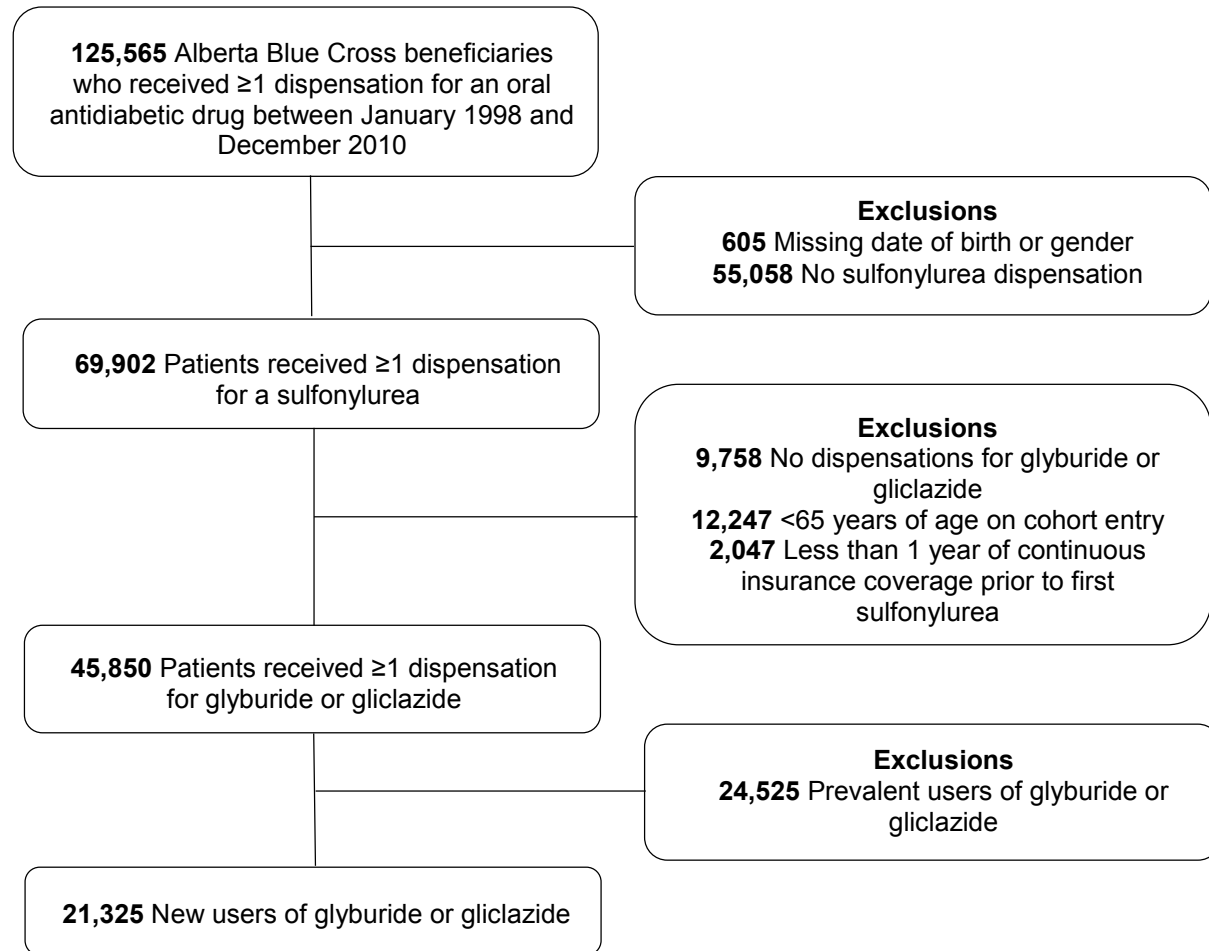 125,565 Alberta Blue Cross beneficiaries
who received ≥1 dispensation for an oral
antidiabetic drug between January 1998 and
December 2010
Exclusions
605 Missing date of birth or gender
55,058 No sulfonylurea dispensation
69,902 Patients received ≥1 dispensation
for a sulfonylurea
Exclusions
9,758 No dispensations for glyburide or
gliclazide
12,247 <65 years of age on cohort entry
2,047 Less than 1 year of continuous
insurance coverage prior to first
sulfonylurea
45,850 Patients received ≥1 dispensation
for glyburide or gliclazide
Exclusions
24,525 Prevalent users of glyburide or
gliclazide
21,325 New users of glyburide or gliclazide